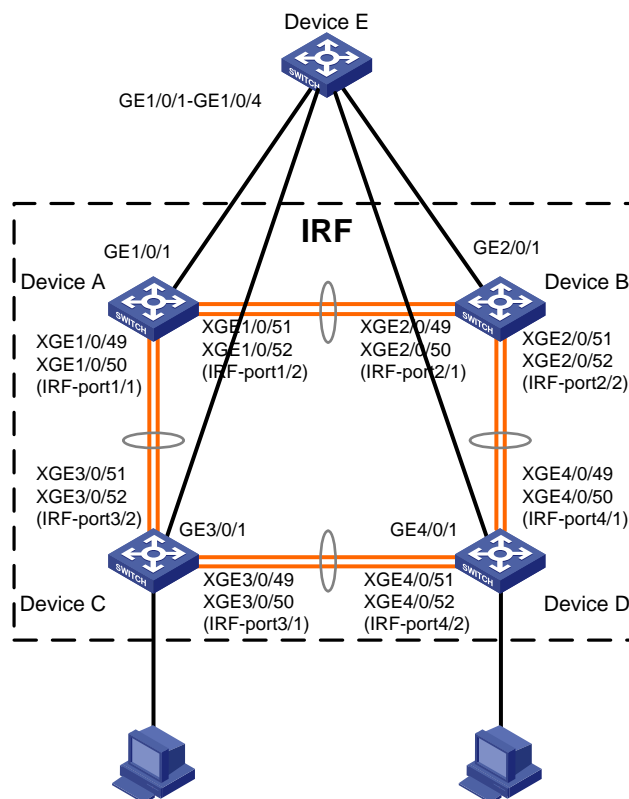 Device E
SWITCH
GE1/0/1-GE1/0/4
IRF
GE1/0/1
GE2/0/1
Device A
Device B
SWITCH
SWITCH
XGE1/0/51
XGE1/0/52
(IRF-port1/2)
XGE2/0/49
XGE2/0/50
(IRF-port2/1)
XGE1/0/49
XGE1/0/50
(IRF-port1/1)
XGE2/0/51
XGE2/0/52
(IRF-port2/2)
XGE3/0/51
XGE3/0/52
(IRF-port3/2)
XGE4/0/49
XGE4/0/50
(IRF-port4/1)
GE3/0/1
GE4/0/1
SWITCH
SWITCH
Device C
XGE3/0/49
XGE3/0/50
(IRF-port3/1)
XGE4/0/51
XGE4/0/52
(IRF-port4/2)
Device D